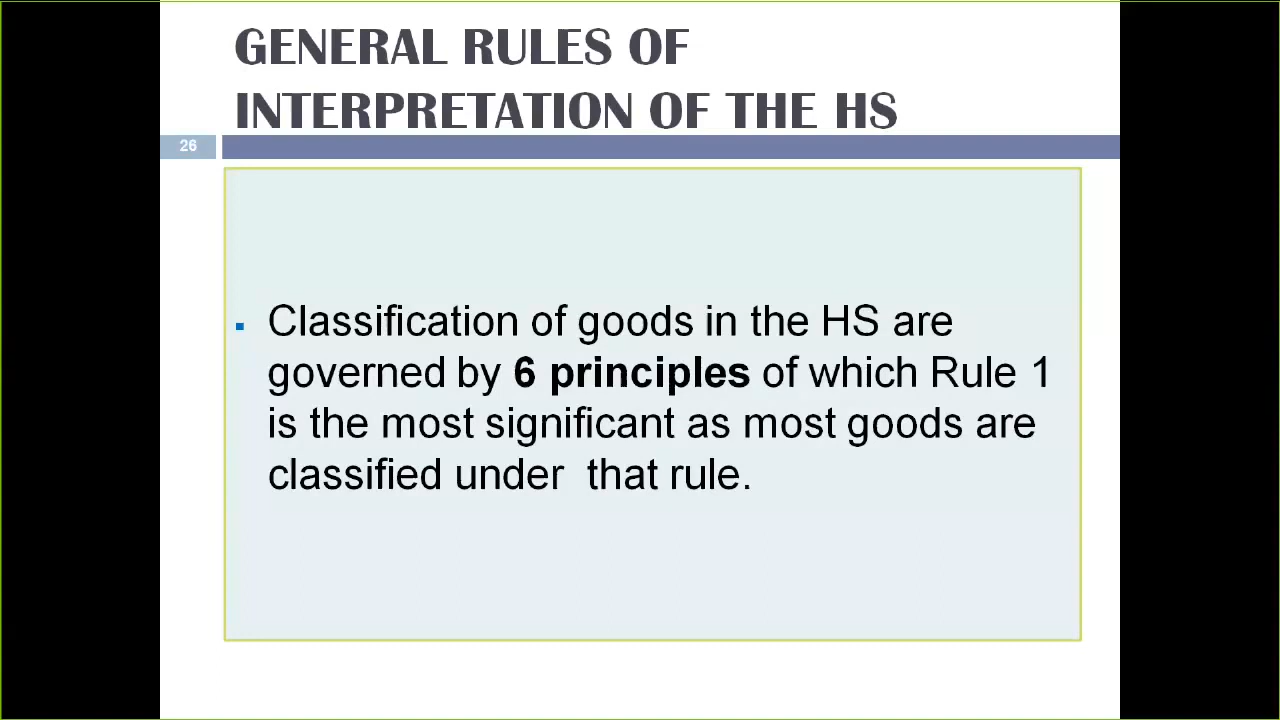 GENERAL RULES OF
INTERPRETATION OF THE HS
26
▪ Classification of goods in the HS are
governed by 6 principles of which Rule 1
is the most significant as most goods are
classified under  that rule.